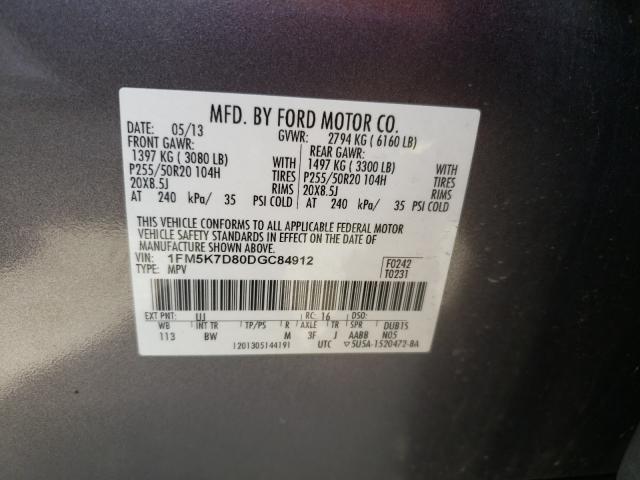 MFD. BY FORD MOTOR CO.
DATE: 05/13 GVWR: 2794 KG ( 6160 LB)
FRONT GAWR: REAR GAWR:
1397 KG ( 3080 LB) WITH 1497 KG ( 3300 LB) WITH
P255/50R20 104H TIRES P255/50R20 104H TIRES
20X8.5J RIMS 20X8.5J RIMS
AT 240 kPa/ 35 PSI COLD AT 240 kPa/ 35 PSI COLD
THIS VEHICLE CONFORMS TO ALL APPLICABLE FEDERAL MOTOR
VEHICLE SAFETY STANDARDS IN EFFECT ON THE DATE OF
MANUFACTURE SHOWN ABOVE.
VIN: 1FM5K7D80DGC84912 F0242
TYPE: MPV T0231
EXT PNT: UJ RC: 16 DSO:
WB INT TR TP/PS R AXLE TR SPR DUB1S
113 BW M 3F J AABB N05
1201305144191 UTC ▽5U5A-1520472-BA